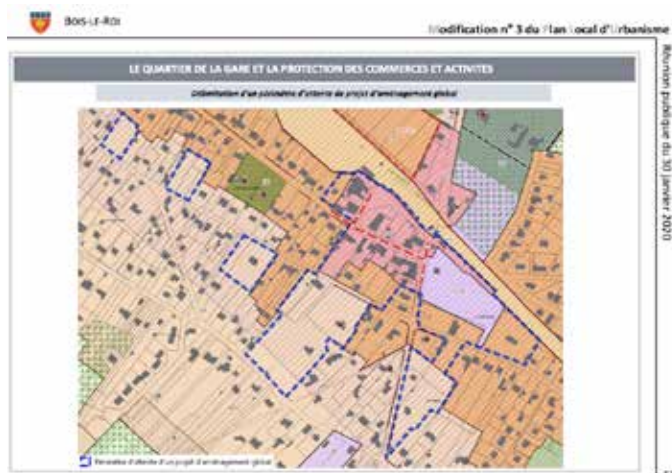 BOIS-LE-ROI
Modification n° 3 du Plan Local d'Urbanisme
LE QUARTIER DE LA GARE ET LA PROTECTION DES COMMERCES ET ACTIVITES
Délimitation d'un périmètre d'attente de projet d'aménagement global
Réunion publique du 30 janvier 2020
Périmètre d'attente d'un projet d'aménagement global